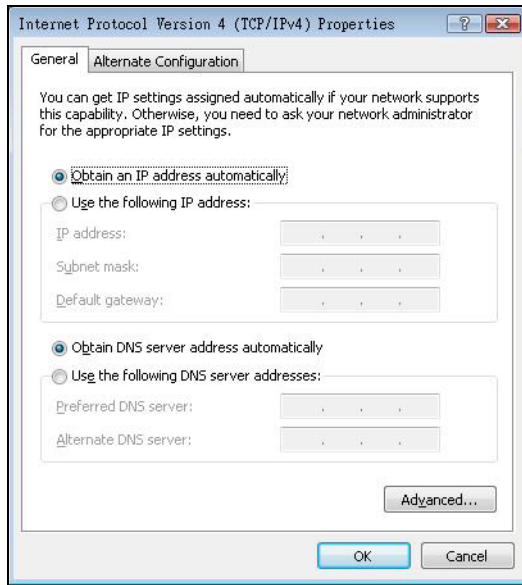 Internet Protocol Version 4 (TCP/IPv4) Properties
General
Alternate Configuration
You can get IP settings assigned automatically if your network supports
this capability. Otherwise, you need to ask your network administrator
for the appropriate IP settings.
Obtain an IP address automatically
Use the following IP address:
IP address:
Subnet mask:
Default gateway:
Obtain DNS server address automatically
Use the following DNS server addresses:
Preferred DNS server:
Alternate DNS server:
Advanced...
OK
Cancel